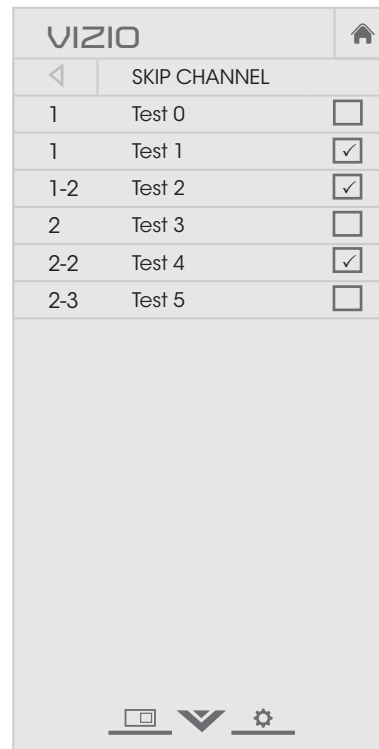 VIZIO
SKIP CHANNEL
1 Test 0
1 Test 1
1-2 Test 2
2 Test 3
2-2 Test 4
2-3 Test 5